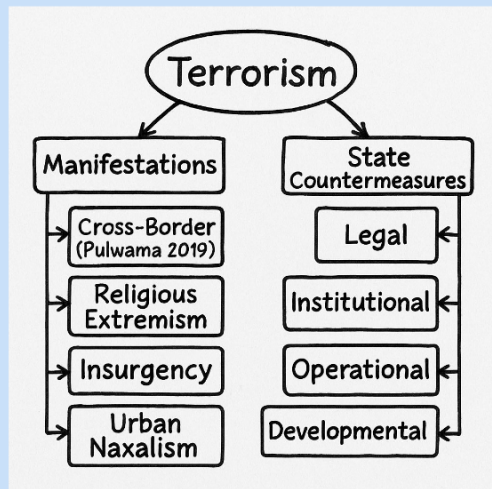 Terrorism
Manifestations
Cross-Border
(Pulwama 2019)
Religious
Extremism
Insurgency
Urban
Naxalism
State
Countermeasures
Legal
Institutional
Operational
Developmental